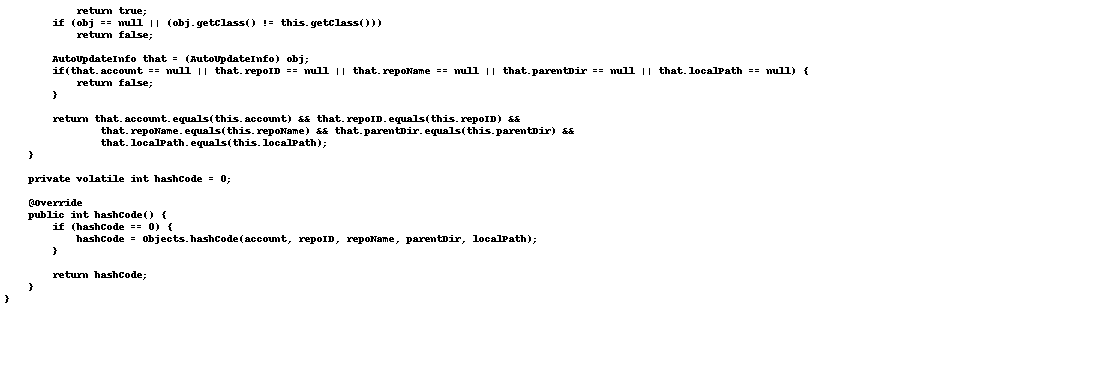 return true;
        if (obj == null || (obj.getClass() != this.getClass()))
            return false;

        AutoUpdateInfo that = (AutoUpdateInfo) obj;
        if(that.account == null || that.repoID == null || that.repoName == null || that.parentDir == null || that.localPath == null) {
            return false;
        }

        return that.account.equals(this.account) && that.repoID.equals(this.repoID) &&
                that.repoName.equals(this.repoName) && that.parentDir.equals(this.parentDir) &&
                that.localPath.equals(this.localPath);
    }

    private volatile int hashCode = 0;

    @Override
    public int hashCode() {
        if (hashCode == 0) {
            hashCode = Objects.hashCode(account, repoID, repoName, parentDir, localPath);
        }

        return hashCode;
    }
}